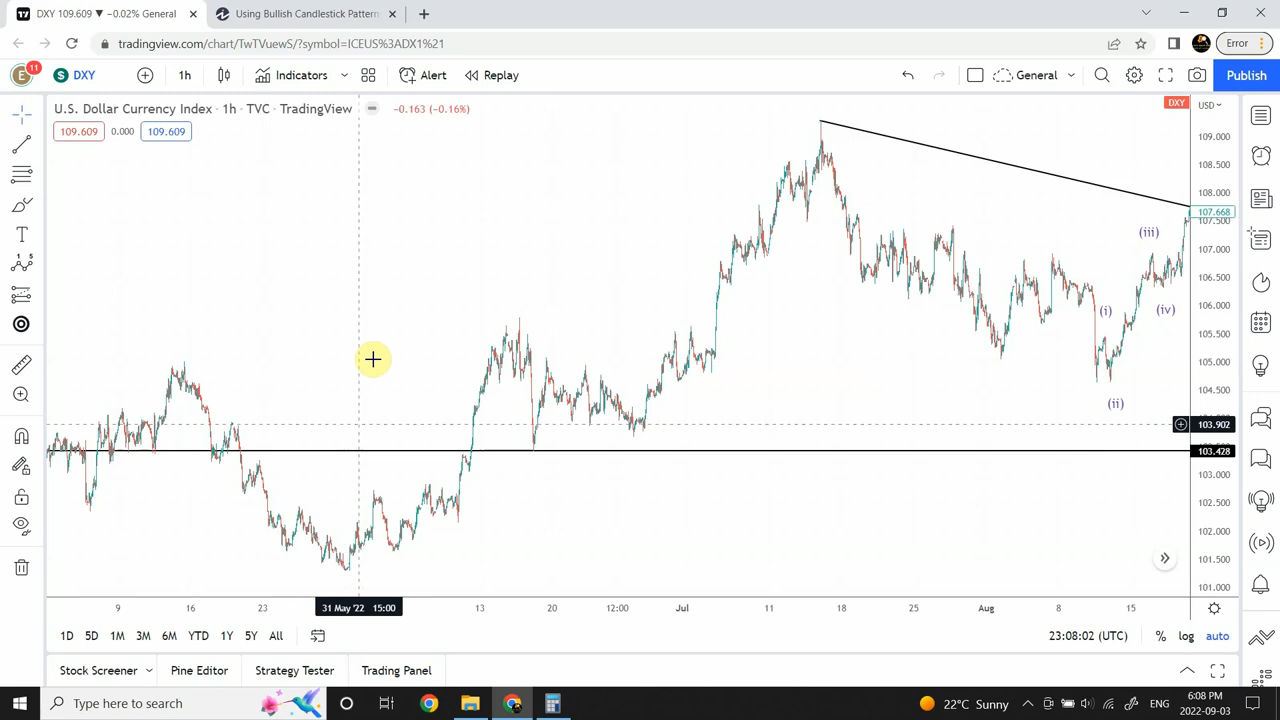 DXY 109.609 ▼ −0.02% General
Using Bullish Candlestick Pattern
tradingview.com/chart/TwTVuewS/?symbol=ICEUS%3ADX1%21
Error
E 11
S DXY
1h
Indicators
Alert
Replay
General
Publish
U.S. Dollar Currency Index · 1h · TVC · TradingView
−0.163 (−0.16%)
DXY
USD
109.609
0.000
109.609
109.000
108.500
108.000
107.668
107.500
107.000
106.500
106.000
105.500
105.000
104.500
103.902
103.428
103.000
102.500
102.000
101.500
101.000
(iii)
(i)
(iv)
(ii)
9
16
23
31 May '22 15:00
13
20
12:00
Jul
11
18
25
Aug
8
15
1D
5D
1M
3M
6M
YTD
1Y
5Y
All
23:08:02 (UTC)
%
log
auto
Stock Screener
Pine Editor
Strategy Tester
Trading Panel
Type here to search
22°C Sunny
ENG
6:08 PM
2022-09-03